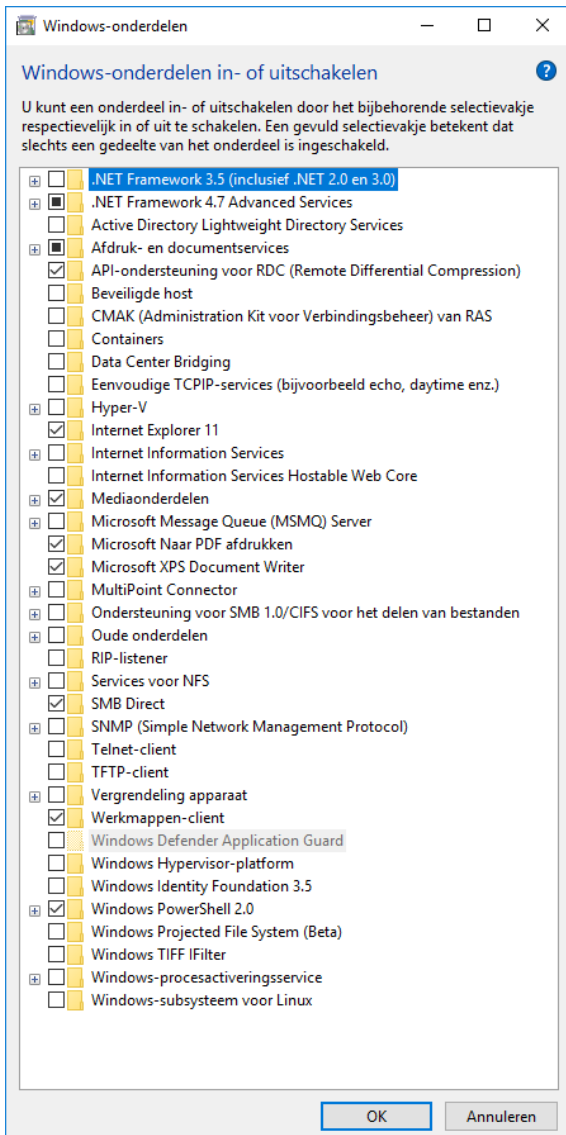 Windows-onderdelen
Windows-onderdelen in- of uitschakelen
U kunt een onderdeel in- of uitschakelen door het bijbehorende selectievakje
respectievelijk in of uit te schakelen. Een gevuld selectievakje betekent dat
slechts een gedeelte van het onderdeel is ingeschakeld.
.NET Framework 3.5 (inclusief .NET 2.0 en 3.0)
.NET Framework 4.7 Advanced Services
Active Directory Lightweight Directory Services
Afdruk- en documentservices
API-ondersteuning voor RDC (Remote Differential Compression)
Beveiligde host
CMAK (Administration Kit voor Verbindingsbeheer) van RAS
Containers
Data Center Bridging
Eenvoudige TCPIP-services (bijvoorbeeld echo, daytime enz.)
Hyper-V
Internet Explorer 11
Internet Information Services
Internet Information Services Hostable Web Core
Mediaonderdelen
Microsoft Message Queue (MSMQ) Server
Microsoft Naar PDF afdrukken
Microsoft XPS Document Writer
MultiPoint Connector
Ondersteuning voor SMB 1.0/CIFS voor het delen van bestanden
Oude onderdelen
RIP-listener
Services voor NFS
SMB Direct
SNMP (Simple Network Management Protocol)
Telnet-client
TFTP-client
Vergrendeling apparaat
Werkmappen-client
Windows Defender Application Guard
Windows Hypervisor-platform
Windows Identity Foundation 3.5
Windows PowerShell 2.0
Windows Projected File System (Beta)
Windows TIFF IFilter
Windows-procesactiveringsservice
Windows-subsysteem voor Linux
OK Annuleren